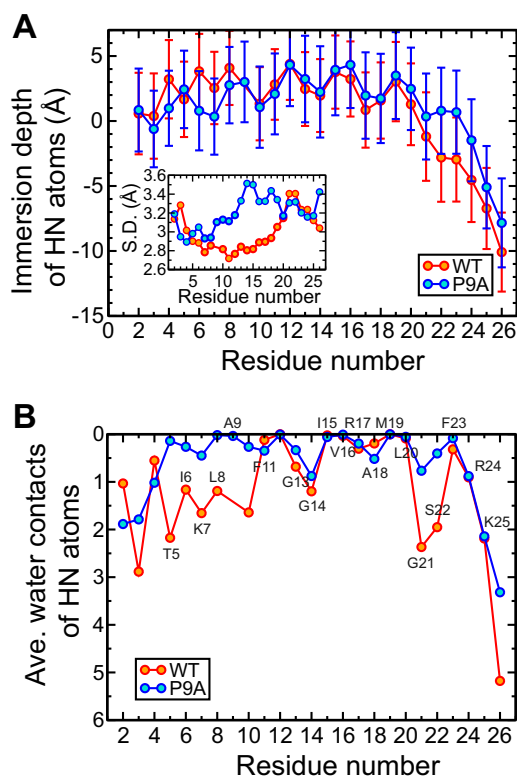 A
Immersion depth
of HN atoms (Å)
5
0
-5
-10
-15
S.D. (Å)
3.6
3.4
3.2
3
2.8
2.6
5 10 15 20 25
Residue number
WT
P9A
0 2 4 6 8 10 12 14 16 18 20 22 24 26
Residue number
B
Ave. water contacts
of HN atoms
0
1
2
3
4
5
6
A9
I15
R17
M19
F23
V16
L20
F11
A18
R24
I6
L8
G13
K7
G14
S22
K25
T5
G21
WT
P9A
2 4 6 8 10 12 14 16 18 20 22 24 26
Residue number